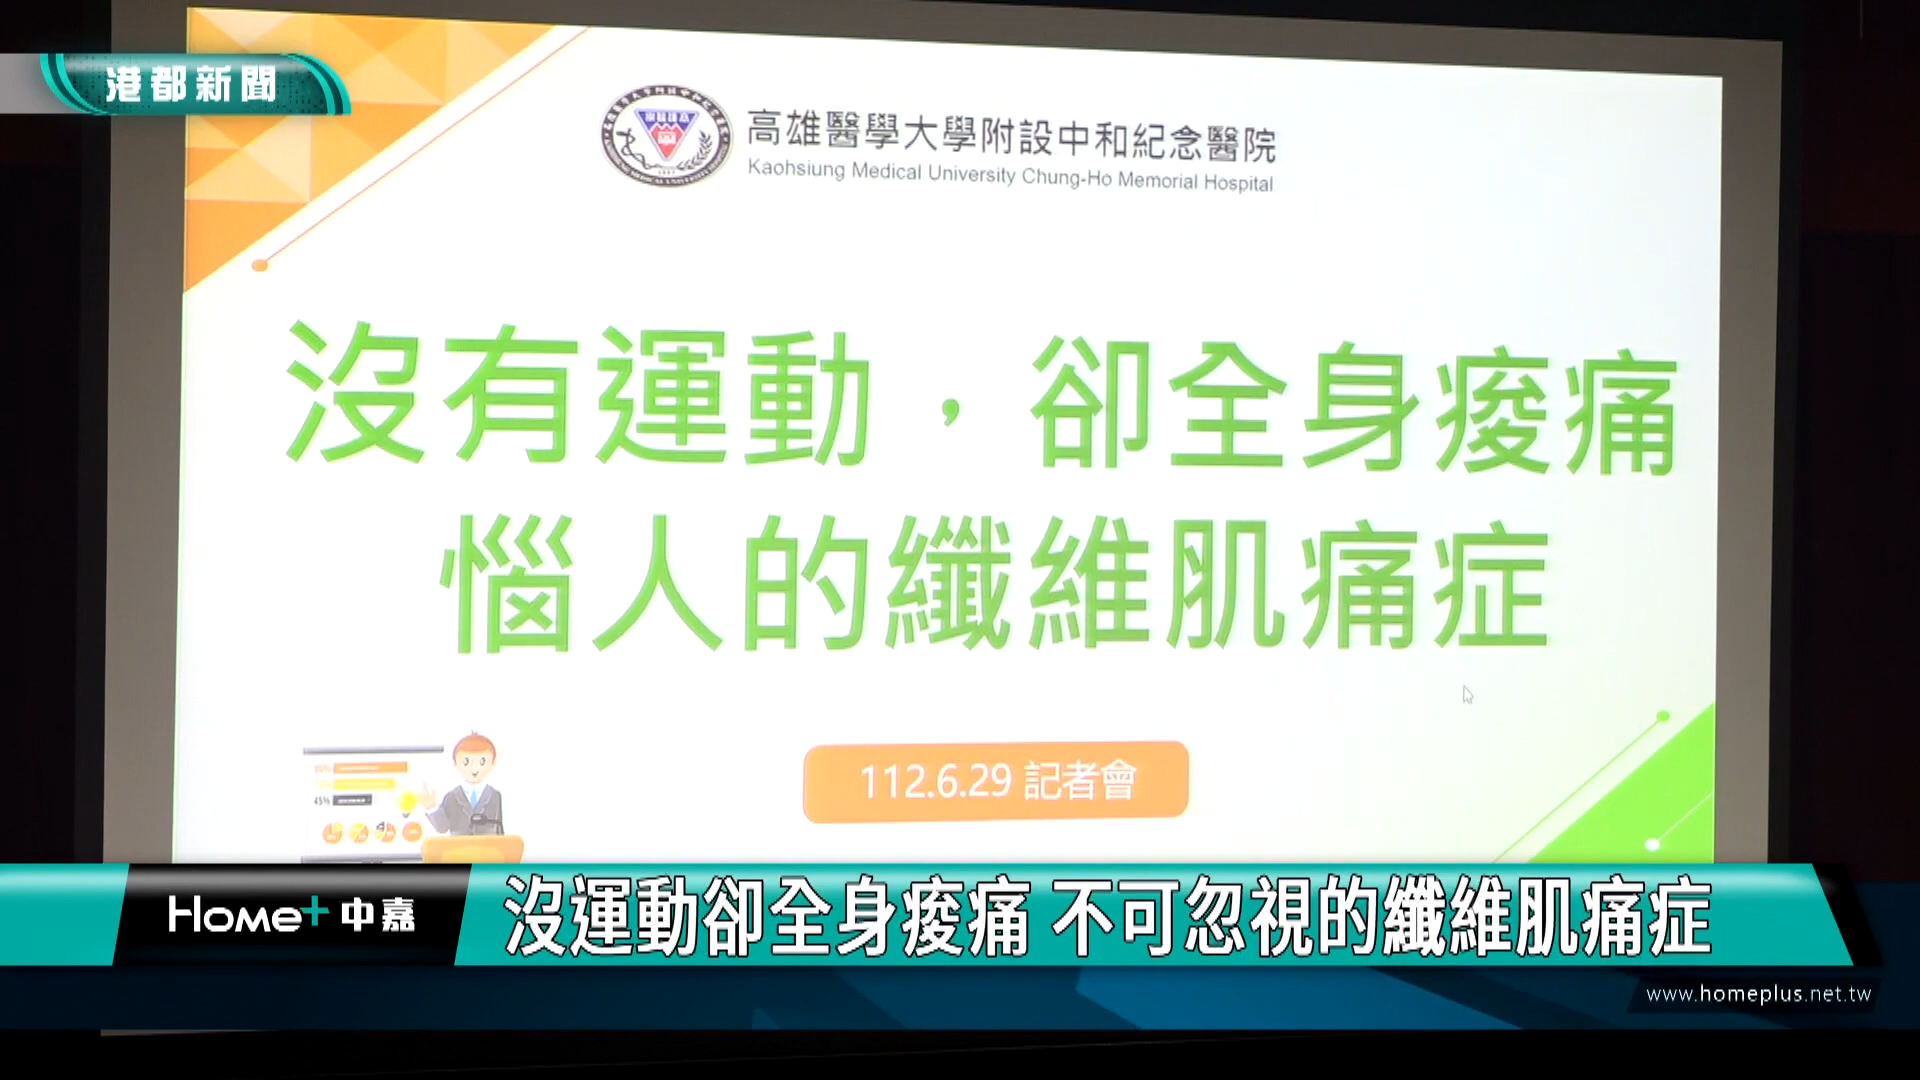 港都新聞
高雄醫學大學附設中和紀念醫院
Kaohsiung Medical University Chung-Ho Memorial Hospital
沒有運動，卻全身痠痛
惱人的纖維肌痛症
45%
112.6.29 記者會
Home+中嘉
沒運動卻全身痠痛 不可忽視的纖維肌痛症
www.homeplus.net.tw